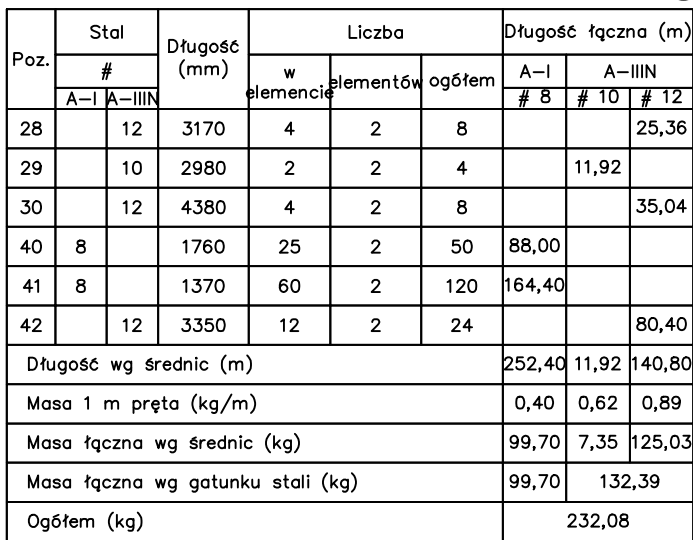 Poz. Stal Długość (mm) Liczba Długość łączna (m)
# w elemencie elementów ogółem A-I A-IIIN
A-I A-IIIN # 8 # 10 # 12
28 12 3170 4 2 8 25,36
29 10 2980 2 2 4 11,92
30 12 4380 4 2 8 35,04
40 8 1760 25 2 50 88,00
41 8 1370 60 2 120 164,40
42 12 3350 12 2 24 80,40
Długość wg średnic (m) 252,40 11,92 140,80
Masa 1 m pręta (kg/m) 0,40 0,62 0,89
Masa łączna wg średnic (kg) 99,70 7,35 125,03
Masa łączna wg gatunku stali (kg) 99,70 132,39
Ogółem (kg) 232,08